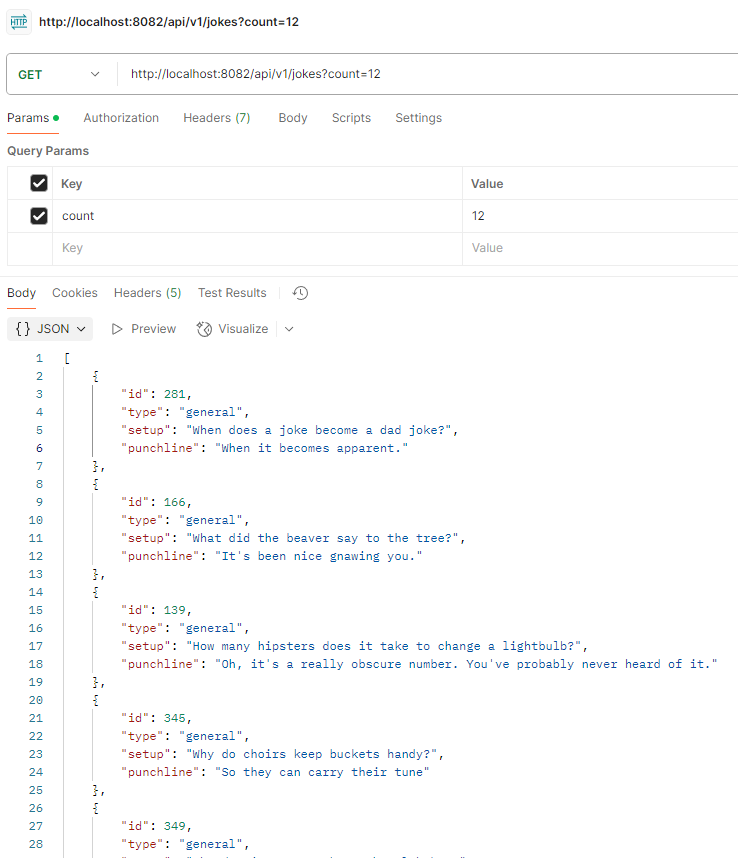 HTTP http://localhost:8082/api/v1/jokes?count=12
GET http://localhost:8082/api/v1/jokes?count=12
Params Authorization Headers (7) Body Scripts Settings
Query Params
Key Value
count 12
Key Value
Body Cookies Headers (5) Test Results
{} JSON Preview Visualize
1 [
2 {
3 "id": 281,
4 "type": "general",
5 "setup": "When does a joke become a dad joke?",
6 "punchline": "When it becomes apparent."
7 },
8 {
9 "id": 166,
10 "type": "general",
11 "setup": "What did the beaver say to the tree?",
12 "punchline": "It's been nice gnawing you."
13 },
14 {
15 "id": 139,
16 "type": "general",
17 "setup": "How many hipsters does it take to change a lightbulb?",
18 "punchline": "Oh, it's a really obscure number. You've probably never heard of it."
19 },
20 {
21 "id": 345,
22 "type": "general",
23 "setup": "Why do choirs keep buckets handy?",
24 "punchline": "So they can carry their tune"
25 },
26 {
27 "id": 349,
28 "type": "general",